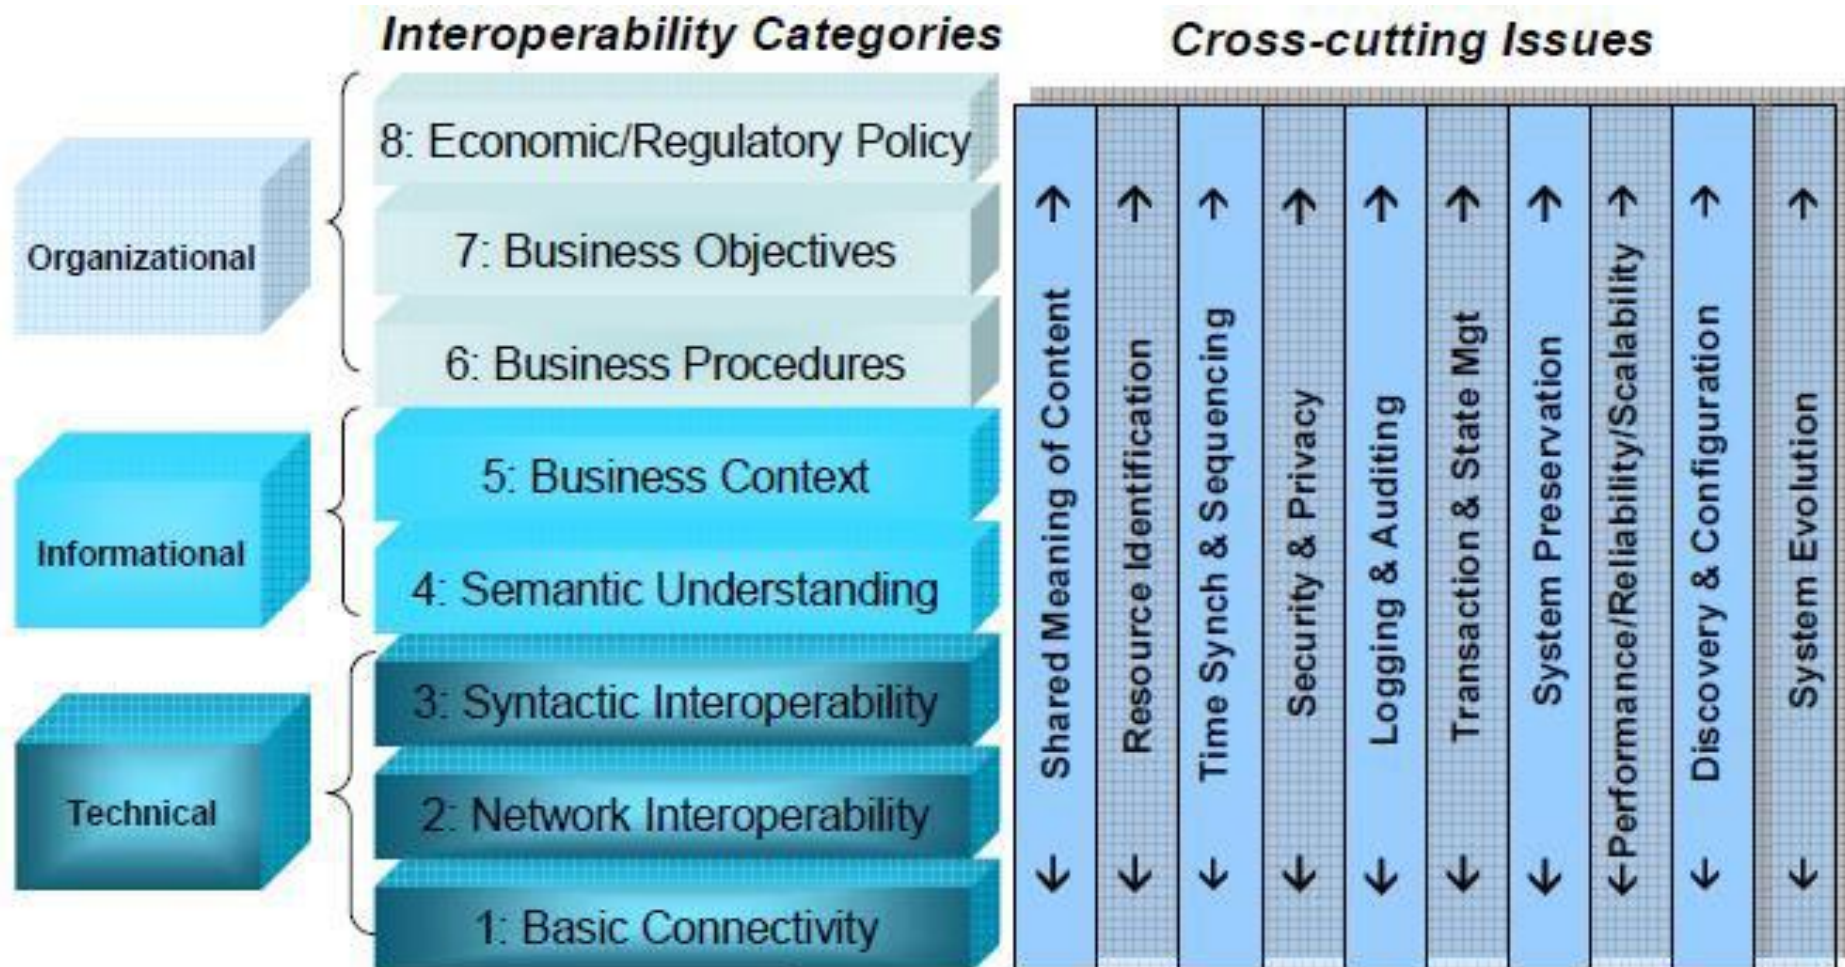 Interoperability Categories
Cross-cutting Issues
Organizational
8: Economic/Regulatory Policy
7: Business Objectives
6: Business Procedures
Informational
5: Business Context
4: Semantic Understanding
Technical
3: Syntactic Interoperability
2: Network Interoperability
1: Basic Connectivity
Shared Meaning of Content
Resource Identification
Time Synch & Sequencing
Security & Privacy
Logging & Auditing
Transaction & State Mgt
System Preservation
Performance/Reliability/Scalability
Discovery & Configuration
System Evolution